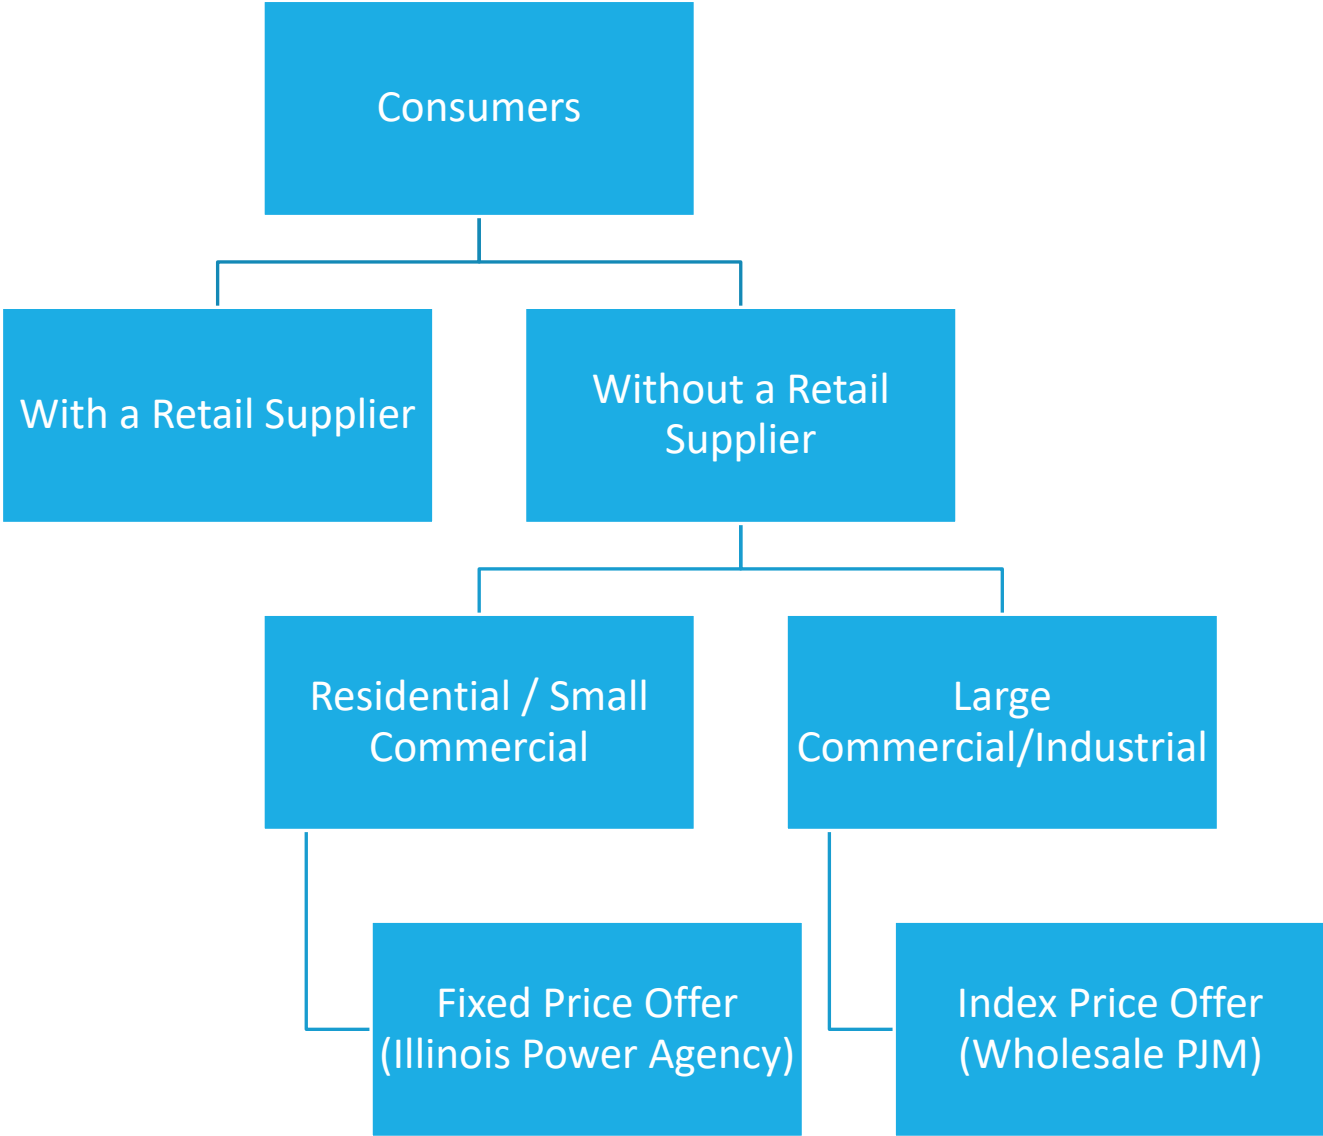 Consumers
With a Retail Supplier
Without a Retail
Supplier
Residential / Small
Commercial
Large
Commercial/Industrial
Fixed Price Offer
(Illinois Power Agency)
Index Price Offer
(Wholesale PJM)